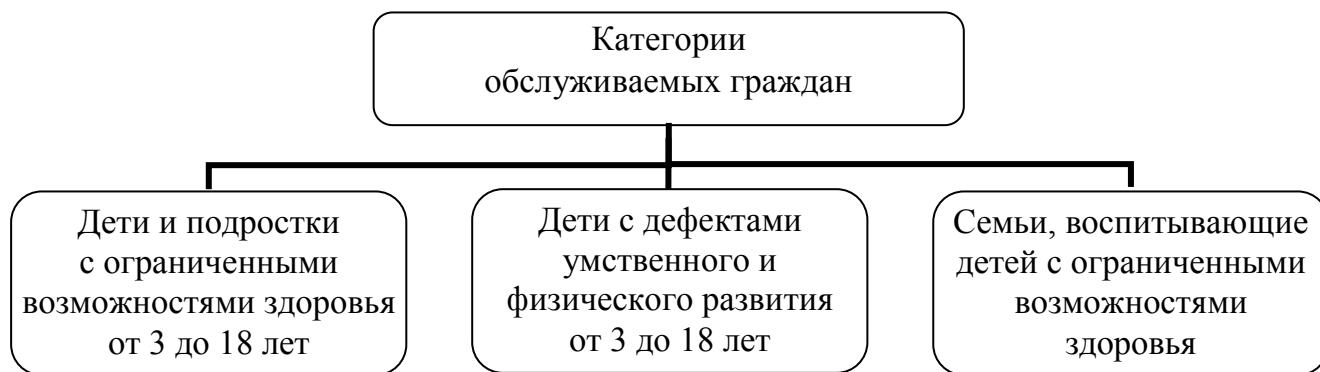 Категории
обслуживаемых граждан
Дети и подростки
с ограниченными
возможностями здоровья
от 3 до 18 лет
Дети с дефектами
умственного и
физического развития
от 3 до 18 лет
Семьи, воспитывающие
детей с ограниченными
возможностями
здоровья